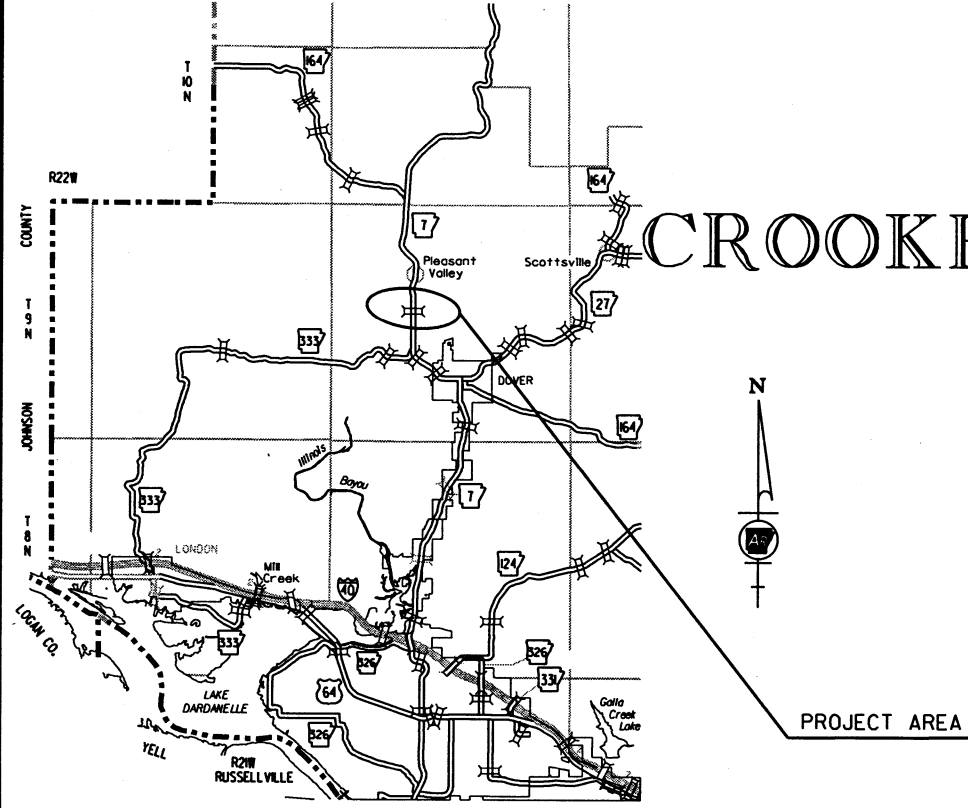 164
T
10
N
R22W
164
COUNTY
7
CROOK
Pleasant
Valley
Scottsville
T
9
N
27
333
DOVER
N
JOHNSON
164
Illinois
Bayou
333
7
AR
T
8
N
LONDON
124
Mill
Creek
40
LOGAN CO.
333
326
326
331
64
LAKE
DARDANELLE
Galla
Creek
Lake
326
PROJECT AREA
YELL
R21W
RUSSELLVILLE